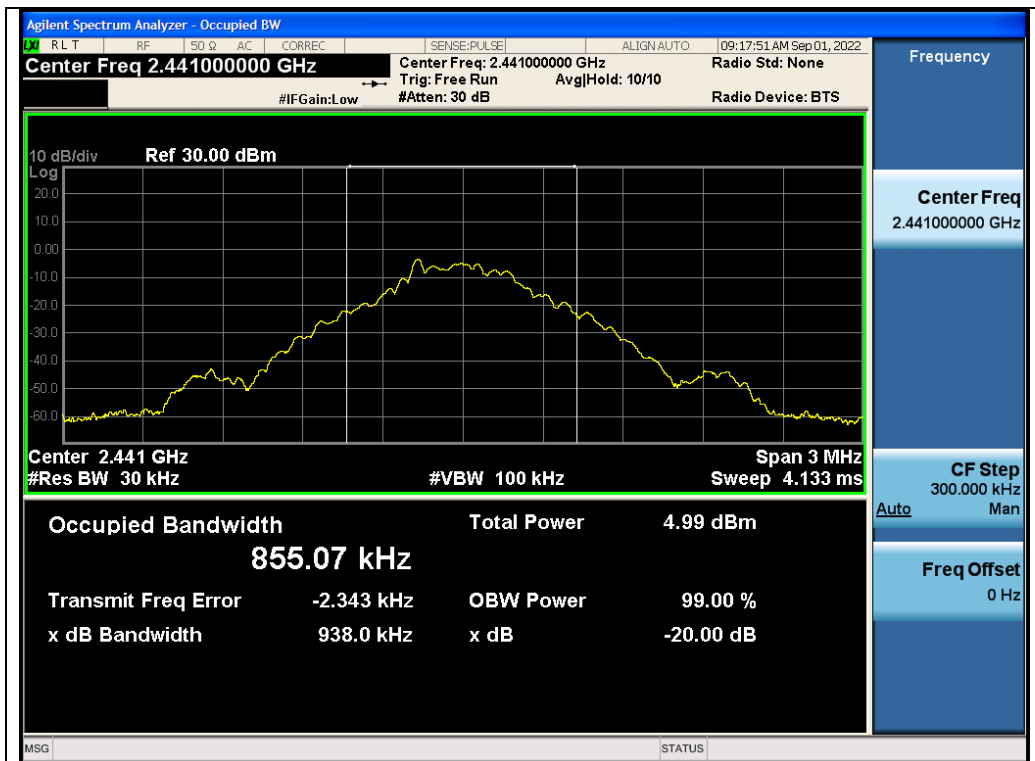 Agilent Spectrum Analyzer - Occupied BW
LXI RLT RF 50 Ω AC CORREC SENSE:PULSE ALIGN AUTO 09:17:51 AM Sep 01, 2022
Center Freq 2.441000000 GHz
Center Freq: 2.441000000 GHz Radio Std: None
Trig: Free Run Avg|Hold: 10/10
#IFGain:Low #Atten: 30 dB Radio Device: BTS
10 dB/div Ref 30.00 dBm
Log
20.0
10.0
0.00
-10.0
-20.0
-30.0
-40.0
-50.0
-60.0
Center 2.441 GHz Span 3 MHz
#Res BW 30 kHz #VBW 100 kHz Sweep 4.133 ms
Occupied Bandwidth Total Power 4.99 dBm
855.07 kHz
Transmit Freq Error -2.343 kHz OBW Power 99.00 %
x dB Bandwidth 938.0 kHz x dB -20.00 dB
Frequency
Center Freq
2.441000000 GHz
CF Step
300.000 kHz
Auto Man
Freq Offset
0 Hz
MSG STATUS